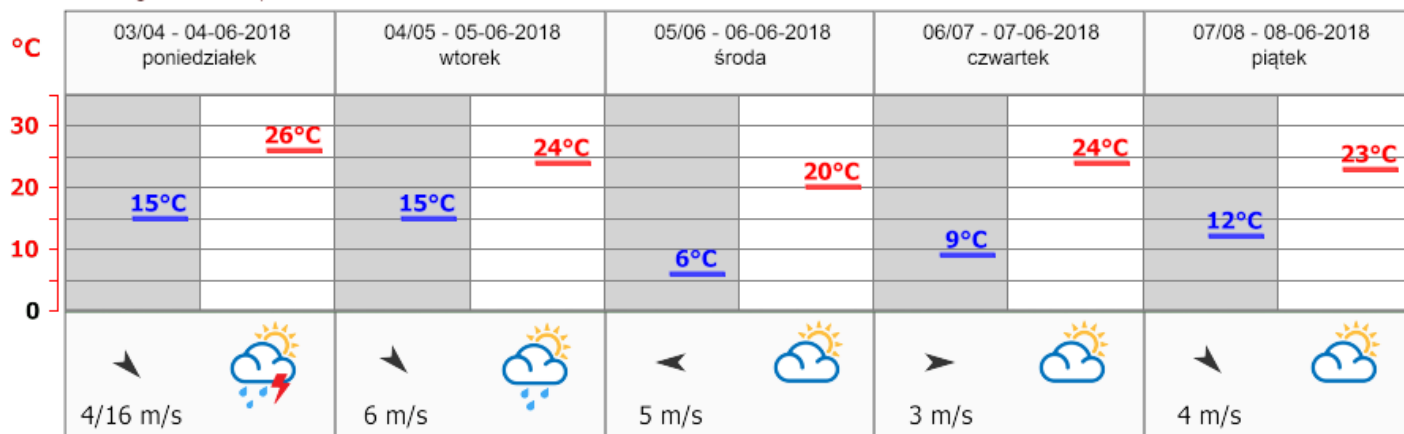 03/04 - 04-06-2018
poniedziałek
04/05 - 05-06-2018
wtorek
05/06 - 06-06-2018
środa
06/07 - 07-06-2018
czwartek
07/08 - 08-06-2018
piątek
°C
30
20
10
0
15°C
26°C
15°C
24°C
6°C
20°C
9°C
24°C
12°C
23°C
4/16 m/s
6 m/s
5 m/s
3 m/s
4 m/s